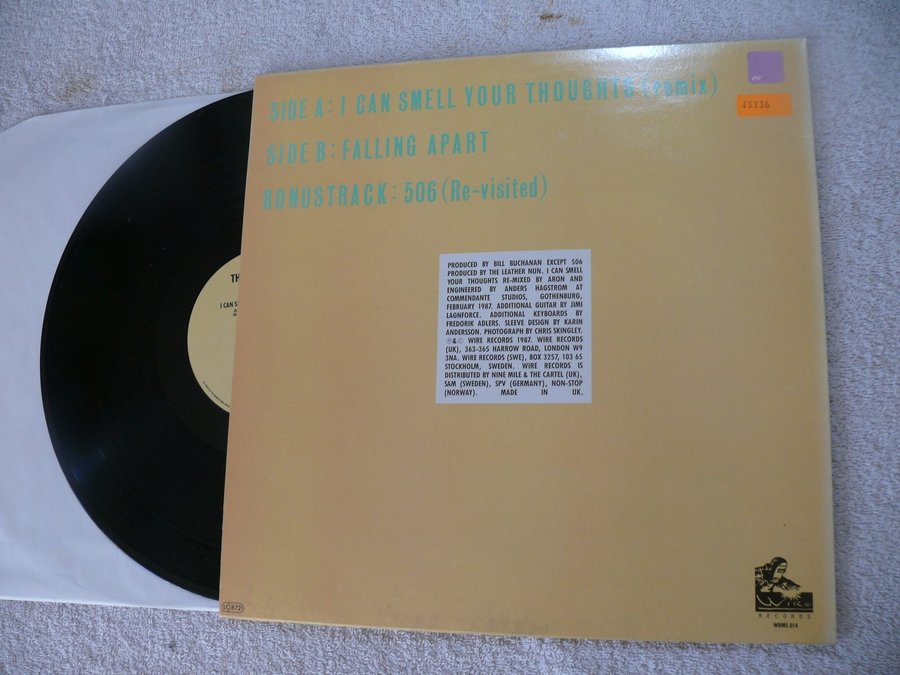 SIDE A: I CAN SMELL YOUR THOUGHTS (remix)
SIDE B: FALLING APART
BONUSTRACK: 506 (Re-visited)
45236
PRODUCED BY BILL BUCHANAN EXCEPT 506
PRODUCED BY THE LEATHER NUN. I CAN SMELL
YOUR THOUGHTS RE-MIXED BY ARON AND
ENGINEERED BY ANDERS HAGSTROM AT
COMMENDANTE STUDIOS, GOTHENBURG,
FEBRUARY 1987. ADDITIONAL GUITAR BY JIMI
LAGNFORCE. ADDITIONAL KEYBOARDS BY
FREDORIK ADLERS. SLEEVE DESIGN BY KARIN
ANDERSSON. PHOTOGRAPH BY CHRIS SKINGLEY.
℗&© WIRE RECORDS 1987. WIRE RECORDS
(UK), 363-365 HARROW ROAD, LONDON W9
3NA. WIRE RECORDS (SWE), BOX 3257, 103 65
STOCKHOLM, SWEDEN. WIRE RECORDS IS
DISTRIBUTED BY NINE MILE & THE CARTEL (UK),
SAM (SWEDEN), SPV (GERMANY), NON-STOP
(NORWAY). MADE IN UK.
TH
I CAN S
WIRE
RECORDS
WRMS 014